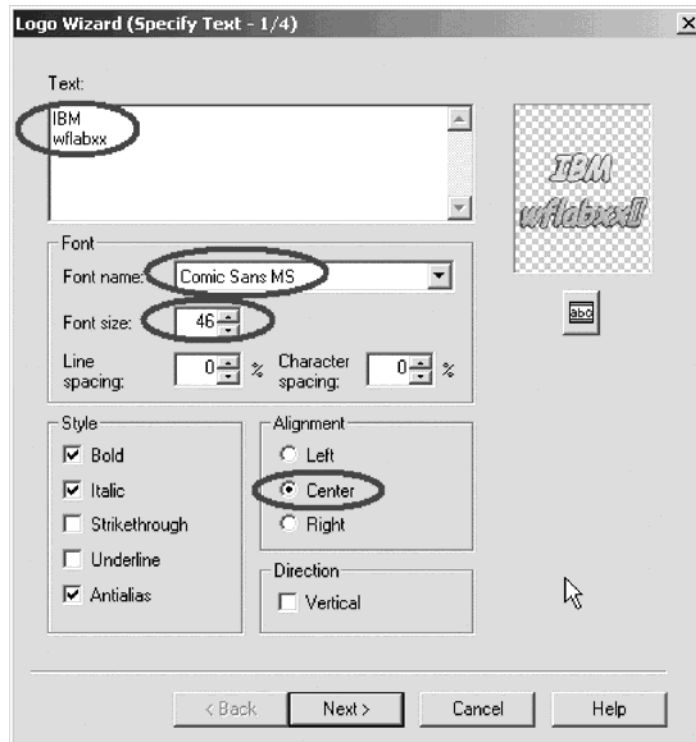 Logo Wizard (Specify Text - 1/4)
Text:
IBM
wflabxx
IBM
wflabxx
Font
Font name: Comic Sans MS
Font size: 46
abc
Line spacing: 0 % Character spacing: 0 %
Style
Bold
Italic
Strikethrough
Underline
Antialias
Alignment
Left
Center
Right
Direction
Vertical
< Back Next > Cancel Help